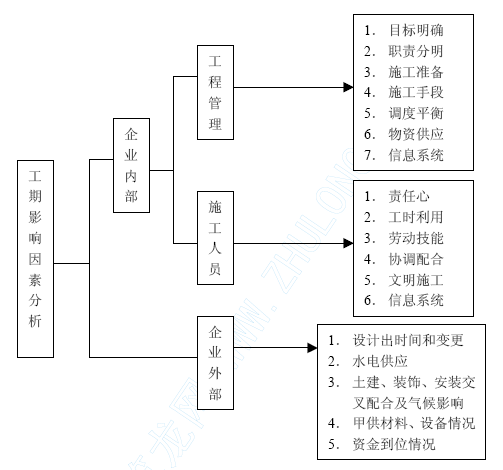 工期影响因素分析
企业内部
工程管理
1. 目标明确
2. 职责分明
3. 施工准备
4. 施工手段
5. 调度平衡
6. 物资供应
7. 信息系统
施工人员
1. 责任心
2. 工时利用
3. 劳动技能
4. 协调配合
5. 文明施工
6. 信息系统
企业外部
1. 设计出时间和变更
2. 水电供应
3. 土建、装饰、安装交
叉配合及气候影响
4. 甲供材料、设备情况
5. 资金到位情况